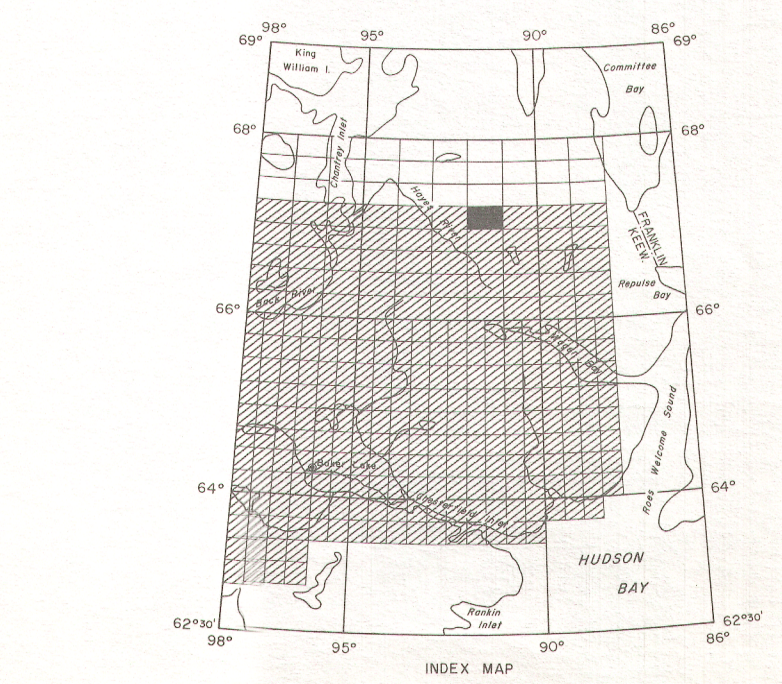 98° 95° 90° 86°
69° 69°
King
William I.
Committee
Bay
68° 68°
Chantrey Inlet
Hayes River
FRANKLIN
KEEW.
Repulse
Bay
Back River
66° 66°
Wager Bay
Roes Welcome Sound
Baker Lake
64° 64°
Chesterfield Inlet
HUDSON
BAY
Rankin
Inlet
62°30' 62°30'
98° 95° 90° 86°
INDEX MAP